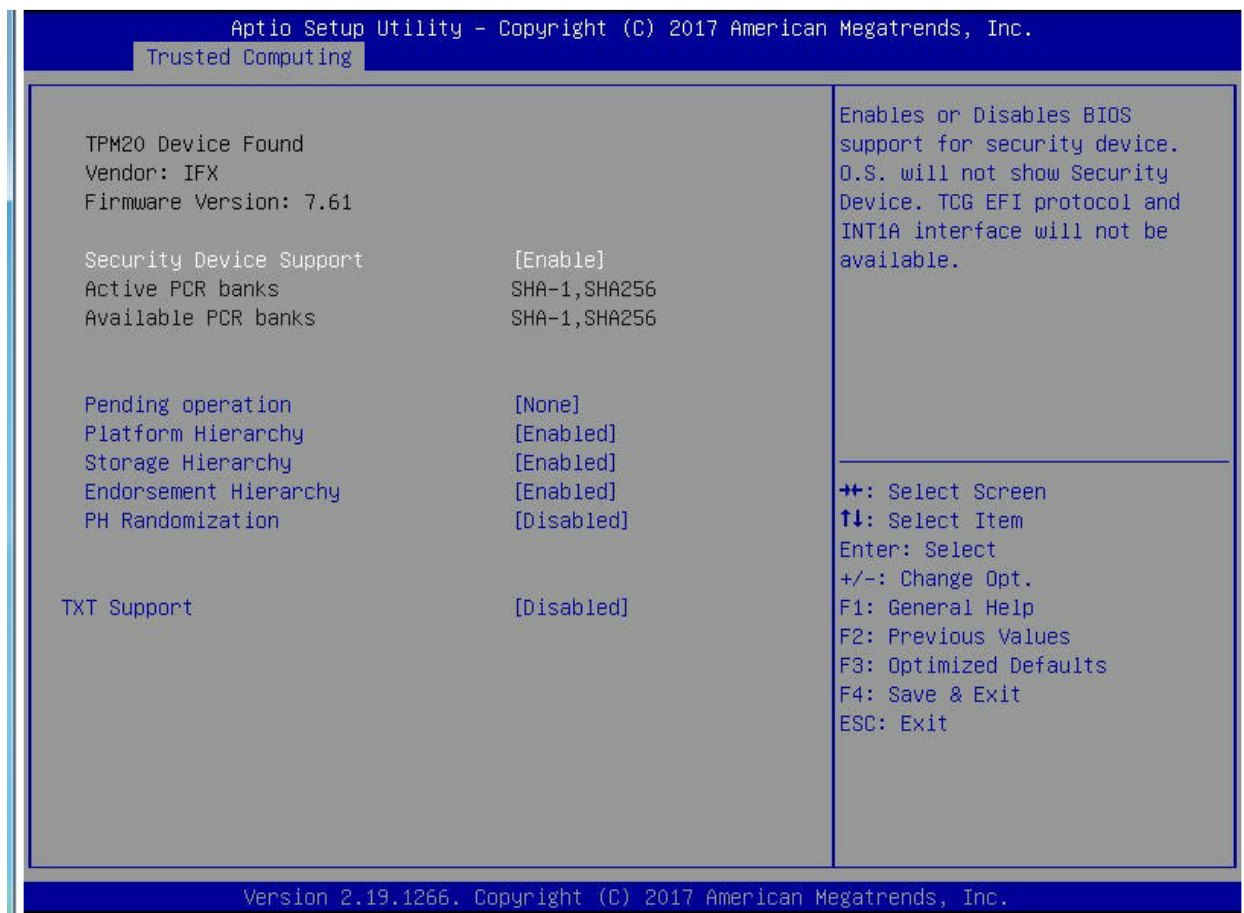 Aptio Setup Utility – Copyright (C) 2017 American Megatrends, Inc.
Trusted Computing
TPM20 Device Found
Vendor: IFX
Firmware Version: 7.61
Security Device Support [Enable]
Active PCR banks SHA-1,SHA256
Available PCR banks SHA-1,SHA256
Pending operation [None]
Platform Hierarchy [Enabled]
Storage Hierarchy [Enabled]
Endorsement Hierarchy [Enabled]
PH Randomization [Disabled]
TXT Support [Disabled]
Enables or Disables BIOS
support for security device.
O.S. will not show Security
Device. TCG EFI protocol and
INT1A interface will not be
available.
→←: Select Screen
↑↓: Select Item
Enter: Select
+/-: Change Opt.
F1: General Help
F2: Previous Values
F3: Optimized Defaults
F4: Save & Exit
ESC: Exit
Version 2.19.1266. Copyright (C) 2017 American Megatrends, Inc.